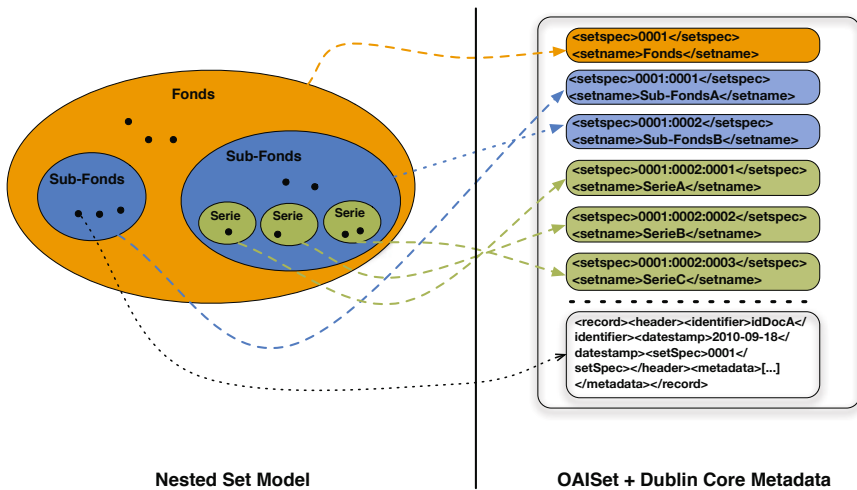 Fonds
Sub-Fonds
Sub-Fonds
Serie
Serie
Serie
Nested Set Model
<setspec>0001</setspec>
<setname>Fonds</setname>
<setspec>0001:0001</setspec>
<setname>Sub-FondsA</setname>
<setspec>0001:0002</setspec>
<setname>Sub-FondsB</setname>
<setspec>0001:0002:0001</setspec>
<setname>SerieA</setname>
<setspec>0001:0002:0002</setspec>
<setname>SerieB</setname>
<setspec>0001:0002:0003</setspec>
<setname>SerieC</setname>
<record><header><identifier>idDocA</
identifier><datestamp>2010-09-18</
datestamp><setSpec>0001</
setSpec></header><metadata>[...]
</metadata></record>
OAISet + Dublin Core Metadata